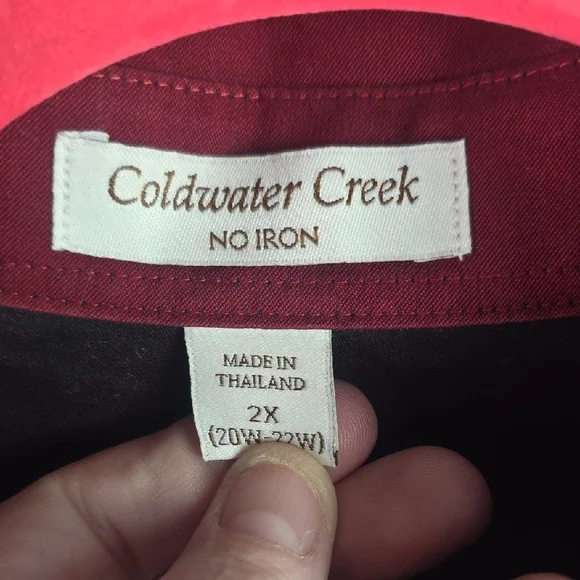 Coldwater Creek
NO IRON
MADE IN
THAILAND
2X
(20W-22W)